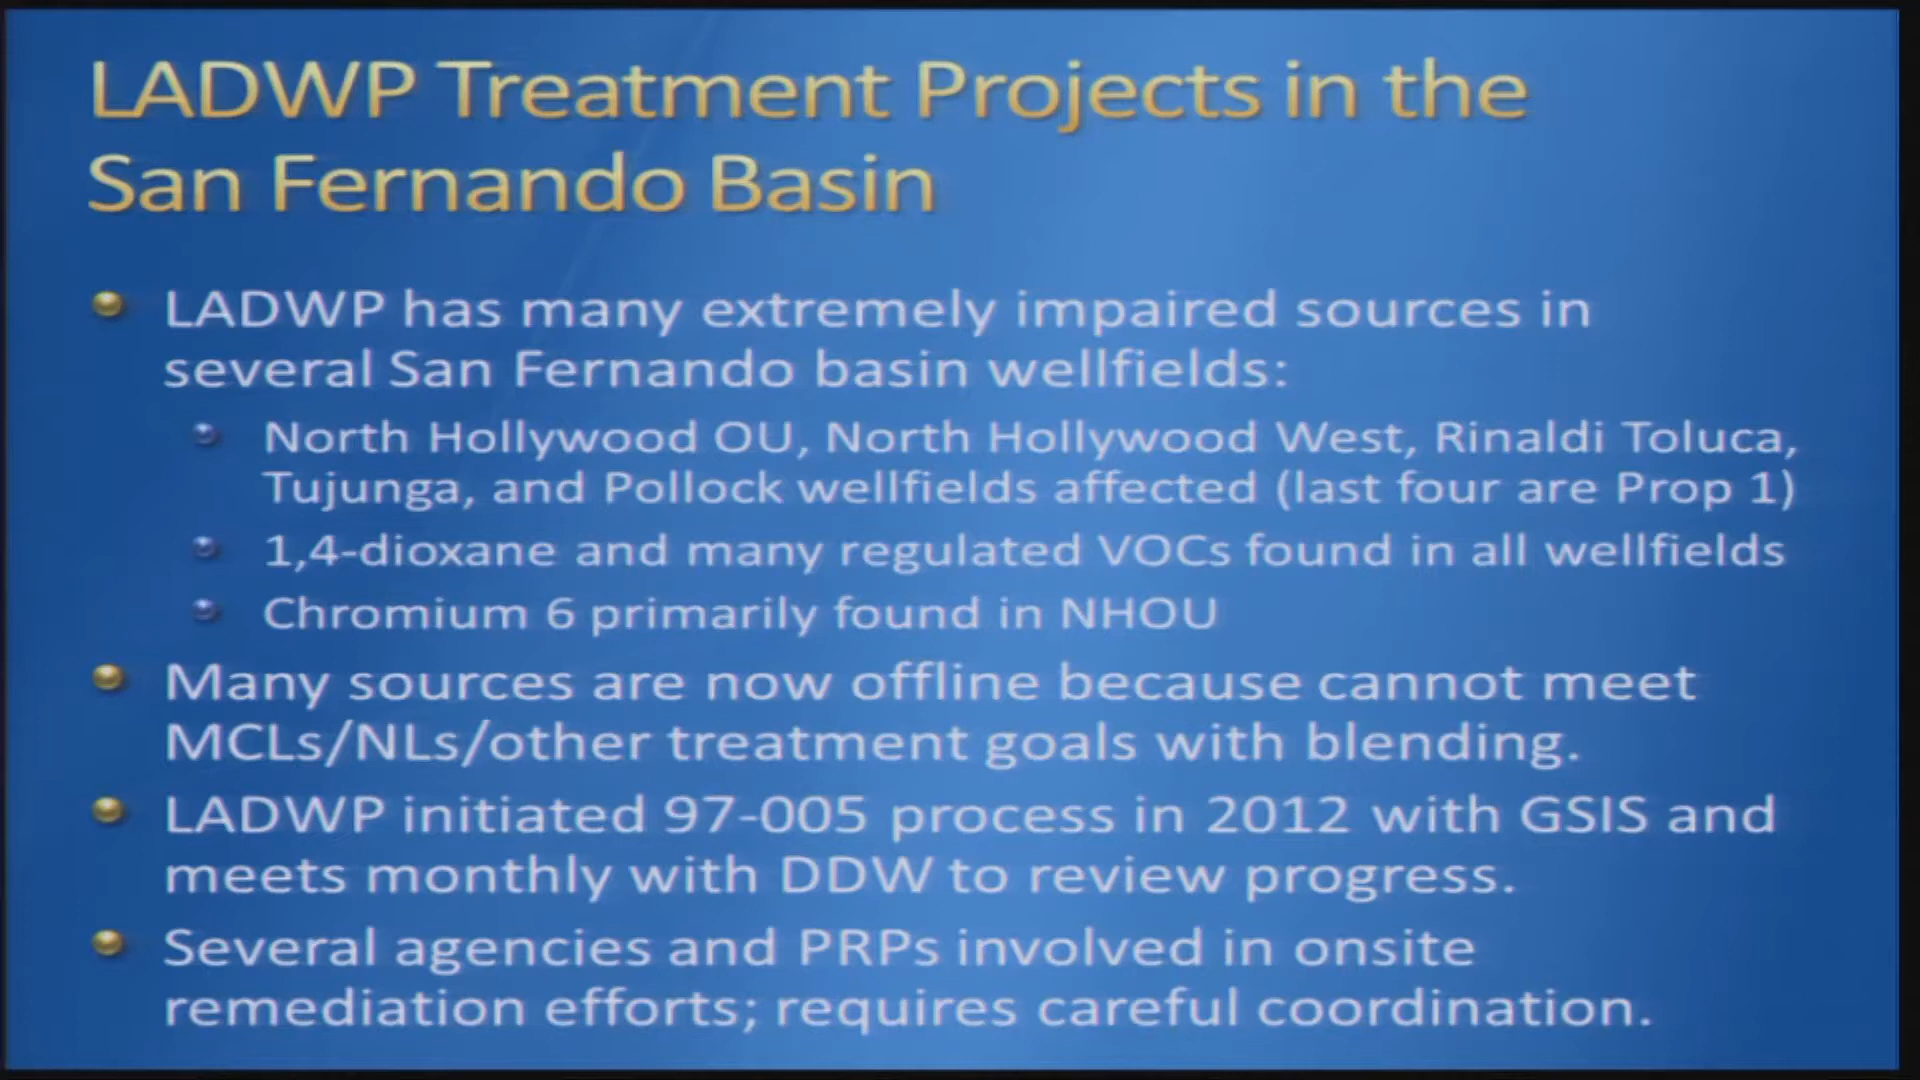 LADWP Treatment Projects in the
San Fernando Basin
LADWP has many extremely impaired sources in
several San Fernando basin wellfields:
North Hollywood OU, North Hollywood West, Rinaldi Toluca,
Tujunga, and Pollock wellfields affected (last four are Prop 1)
1,4-dioxane and many regulated VOCs found in all wellfields
Chromium 6 primarily found in NHOU
Many sources are now offline because cannot meet
MCLs/NLs/other treatment goals with blending.
LADWP initiated 97-005 process in 2012 with GSIS and
meets monthly with DDW to review progress.
Several agencies and PRPs involved in onsite
remediation efforts; requires careful coordination.